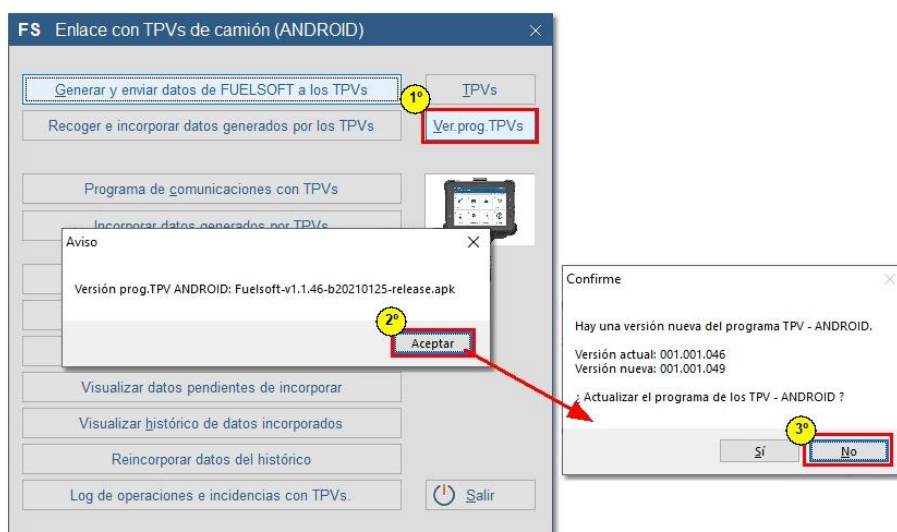 FS Enlace con TPVs de camión (ANDROID)
Generar y enviar datos de FUELSOFT a los TPVs
1º
TPVs
Recoger e incorporar datos generados por los TPVs
Ver.prog.TPVs
Programa de comunicaciones con TPVs
Incorporar datos generados por TPVs
Aviso
Versión prog.TPV ANDROID: Fuelsoft-v1.1.46-b20210125-release.apk
2º
Aceptar
Confirme
Hay una versión nueva del programa TPV - ANDROID.
Versión actual: 001.001.046
Versión nueva: 001.001.049
¿ Actualizar el programa de los TPV - ANDROID ?
3º
Sí
No
Visualizar datos pendientes de incorporar
Visualizar histórico de datos incorporados
Reincorporar datos del histórico
Log de operaciones e incidencias con TPVs.
Salir